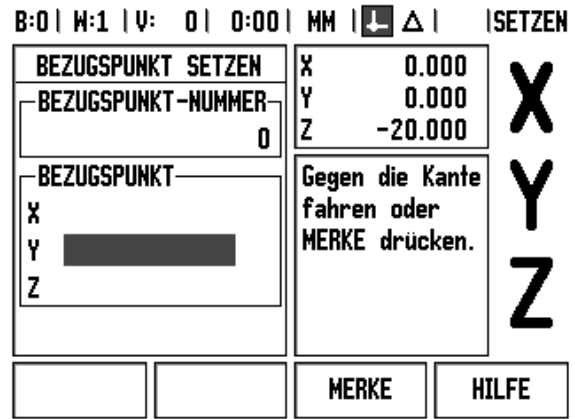 B:0 | W:1 | V: 0 | 0:00 | MM | Δ | | SETZEN
BEZUGSPUNKT SETZEN
BEZUGSPUNKT-NUMMER
0
BEZUGSPUNKT
X
Y
Z
X 0.000
Y 0.000
Z -20.000
Gegen die Kante
fahren oder
MERKE drücken.
X
Y
Z
MERKE
HILFE